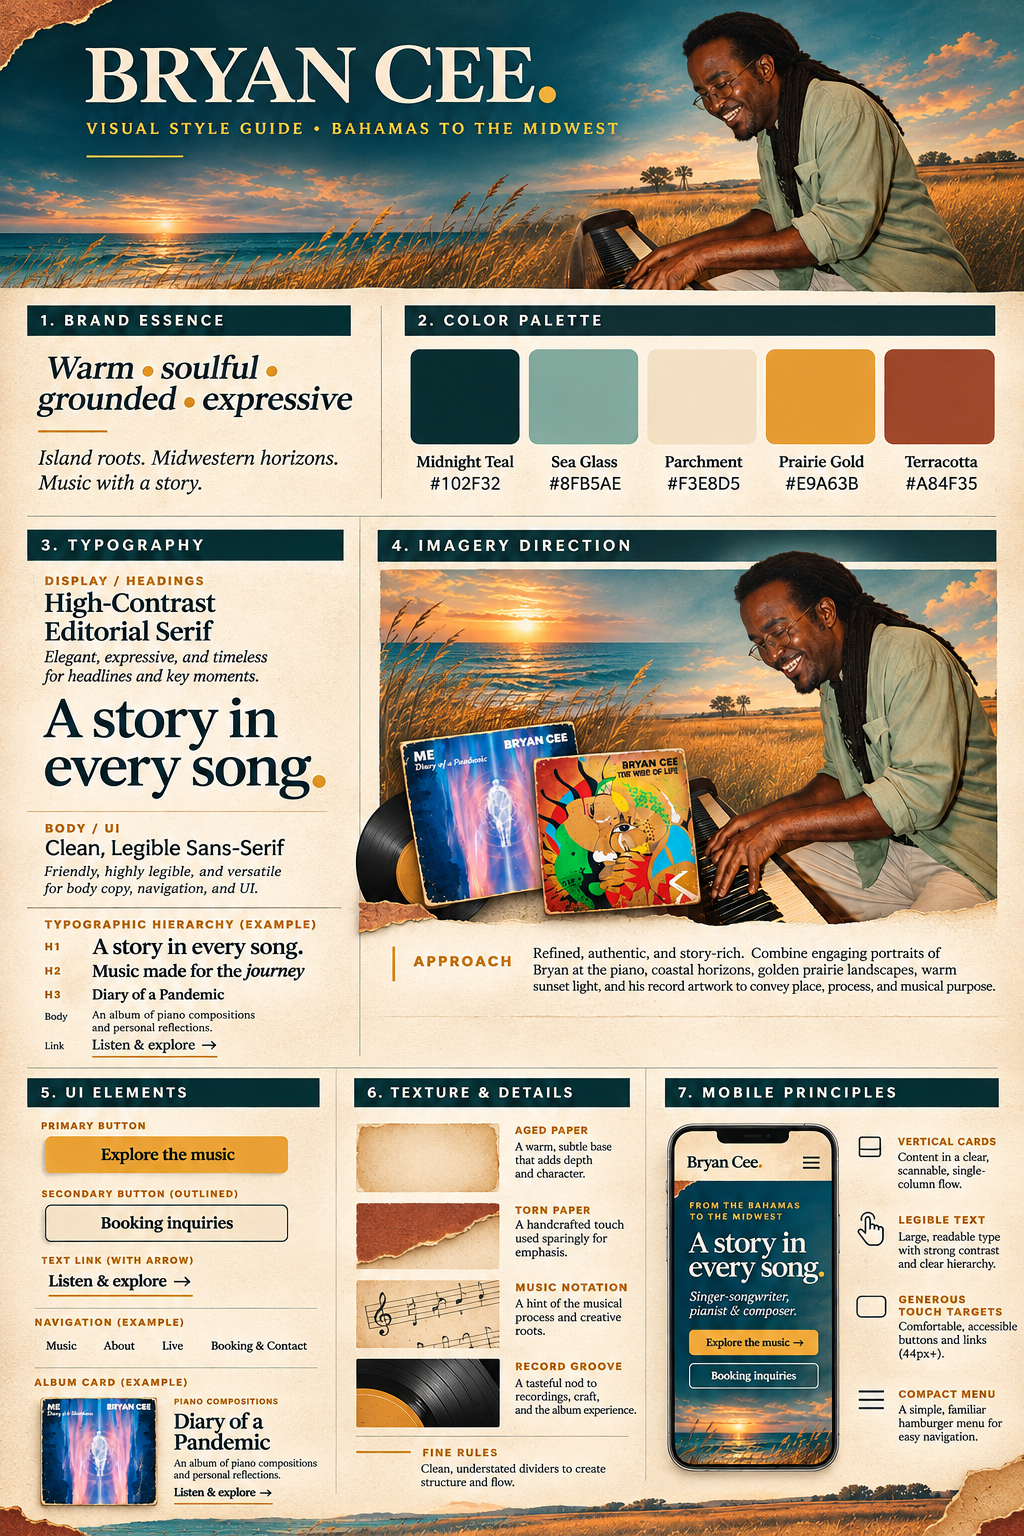 BRYAN CEE.
VISUAL STYLE GUIDE • BAHAMAS TO THE MIDWEST
1. BRAND ESSENCE
Warm • soulful •
grounded • expressive
Island roots. Midwestern horizons.
Music with a story.
2. COLOR PALETTE
Midnight Teal
#102F32
Sea Glass
#8FB5AE
Parchment
#F3E8D5
Prairie Gold
#E9A63B
Terracotta
#A84F35
3. TYPOGRAPHY
DISPLAY / HEADINGS
High-Contrast
Editorial Serif
Elegant, expressive, and timeless
for headlines and key moments.
A story in
every song.
BODY / UI
Clean, Legible Sans-Serif
Friendly, highly legible, and versatile
for body copy, navigation, and UI.
TYPOGRAPHIC HIERARCHY (EXAMPLE)
H1 A story in every song.
H2 Music made for the journey
H3 Diary of a Pandemic
Body An album of piano compositions
and personal reflections.
Link Listen & explore →
4. IMAGERY DIRECTION
ME
Diary of a Pandemic
BRYAN CEE
BRYAN CEE
THE VIBE OF LIFE
APPROACH
Refined, authentic, and story-rich. Combine engaging portraits of
Bryan at the piano, coastal horizons, golden prairie landscapes, warm
sunset light, and his record artwork to convey place, process, and musical purpose.
5. UI ELEMENTS
PRIMARY BUTTON
Explore the music
SECONDARY BUTTON (OUTLINED)
Booking inquiries
TEXT LINK (WITH ARROW)
Listen & explore →
NAVIGATION (EXAMPLE)
Music About Live Booking & Contact
ALBUM CARD (EXAMPLE)
ME
BRYAN CEE
PIANO COMPOSITIONS
Diary of a
Pandemic
An album of piano compositions
and personal reflections.
Listen & explore →
6. TEXTURE & DETAILS
AGED PAPER
A warm, subtle base
that adds depth
and character.
TORN PAPER
A handcrafted touch
used sparingly for
emphasis.
MUSIC NOTATION
A hint of the musical
process and creative
roots.
RECORD GROOVE
A tasteful nod to
recordings, craft,
and the album experience.
FINE RULES
Clean, understated dividers to create
structure and flow.
7. MOBILE PRINCIPLES
Bryan Cee.
FROM THE BAHAMAS
TO THE MIDWEST
A story in
every song.
Singer-songwriter,
pianist & composer.
Explore the music →
Booking inquiries
VERTICAL CARDS
Content in a clear,
scannable, single-
column flow.
LEGIBLE TEXT
Large, readable type
with strong contrast
and clear hierarchy.
GENEROUS
TOUCH TARGETS
Comfortable, accessible
buttons and links
(44px+).
COMPACT MENU
A simple, familiar
hamburger menu for
easy navigation.